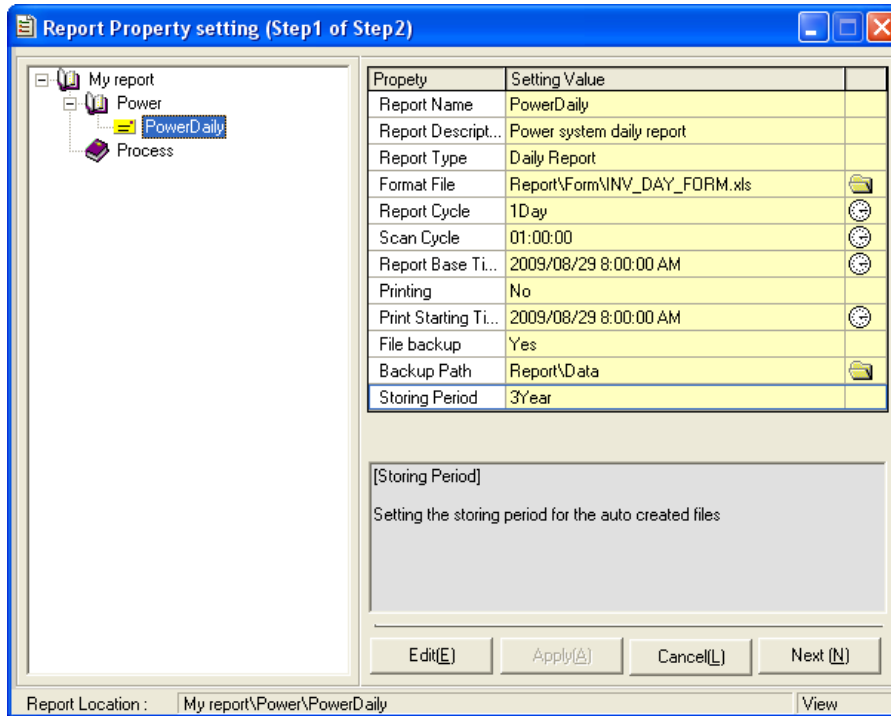 Report Property setting (Step1 of Step2)
My report
Power
PowerDaily
Process
Propety Setting Value
Report Name PowerDaily
Report Descript... Power system daily report
Report Type Daily Report
Format File Report\Form\INV_DAY_FORM.xls
Report Cycle 1Day
Scan Cycle 01:00:00
Report Base Ti... 2009/08/29 8:00:00 AM
Printing No
Print Starting Ti... 2009/08/29 8:00:00 AM
File backup Yes
Backup Path Report\Data
Storing Period 3Year
[Storing Period]
Setting the storing period for the auto created files
Edit(E) Apply(A) Cancel(L) Next (N)
Report Location : My report\Power\PowerDaily View